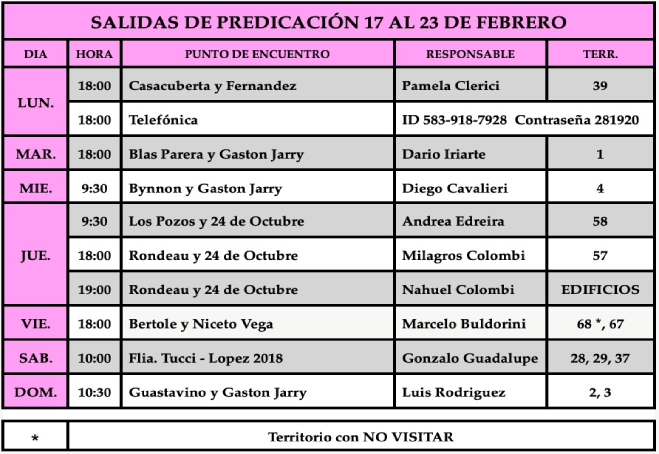 SALIDAS DE PREDICACIÓN 17 AL 23 DE FEBRERO
DIA HORA PUNTO DE ENCUENTRO RESPONSABLE TERR.
LUN. 18:00 Casacuberta y Fernandez Pamela Clerici 39
18:00 Telefónica ID 583-918-7928 Contraseña 281920
MAR. 18:00 Blas Parera y Gaston Jarry Dario Iriarte 1
MIE. 9:30 Bynnon y Gaston Jarry Diego Cavalieri 4
JUE. 9:30 Los Pozos y 24 de Octubre Andrea Edreira 58
18:00 Rondeau y 24 de Octubre Milagros Colombi 57
19:00 Rondeau y 24 de Octubre Nahuel Colombi EDIFICIOS
VIE. 18:00 Bertole y Niceto Vega Marcelo Buldorini 68 *, 67
SAB. 10:00 Flia. Tucci - Lopez 2018 Gonzalo Guadalupe 28, 29, 37
DOM. 10:30 Guastavino y Gaston Jarry Luis Rodriguez 2, 3
* Territorio con NO VISITAR